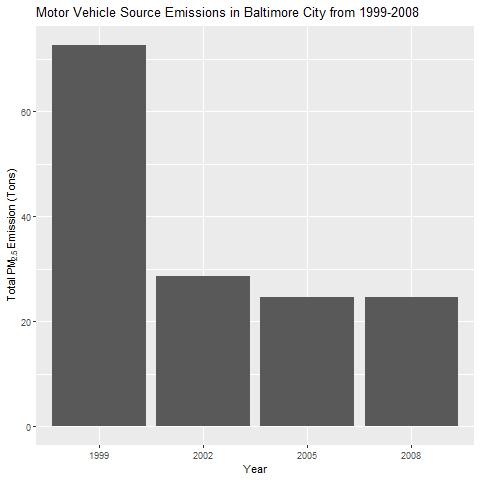 Motor Vehicle Source Emissions in Baltimore City from 1999-2008
Total PM2.5 Emission (Tons)
60
40
20
0
1999 2002 2005 2008
Year